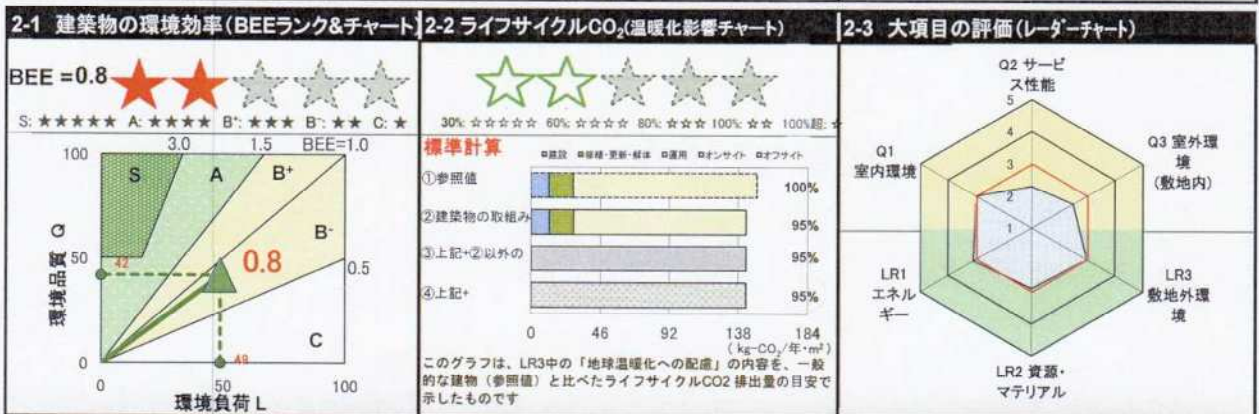 2-1 建築物の環境効率(BEEランク&チャート)
BEE =0.8
S: ★★★★★ A: ★★★★ B⁺: ★★★ B⁻: ★★ C: ★
3.0 1.5 BEE=1.0
100
S
A
B⁺
B⁻
50
42
0.8
0.5
C
0
49
0 50 100
環境品質 Q
環境負荷 L
2-2 ライフサイクルCO₂(温暖化影響チャート)
30%: ☆☆☆☆☆ 60%: ☆☆☆☆ 80%: ☆☆☆ 100%: ☆☆ 100%超: ☆
標準計算
建設 修繕・更新・解体 運用 オンサイト オフサイト
①参照値 100%
②建築物の取組み 95%
③上記+②以外の 95%
④上記+ 95%
0 46 92 138 184
( kg-CO₂/年・m²)
このグラフは、LR3中の「地球温暖化への配慮」の内容を、一般
的な建物(参照値)と比べたライフサイクルCO2 排出量の目安で
示したものです
2-3 大項目の評価(レーダーチャート)
Q2 サービ
ス性能
5
4
3
2
1
Q1
室内環境
Q3 室外環
境
(敷地内)
LR1
エネル
ギー
LR3
敷地外環
境
LR2 資源・
マテリアル